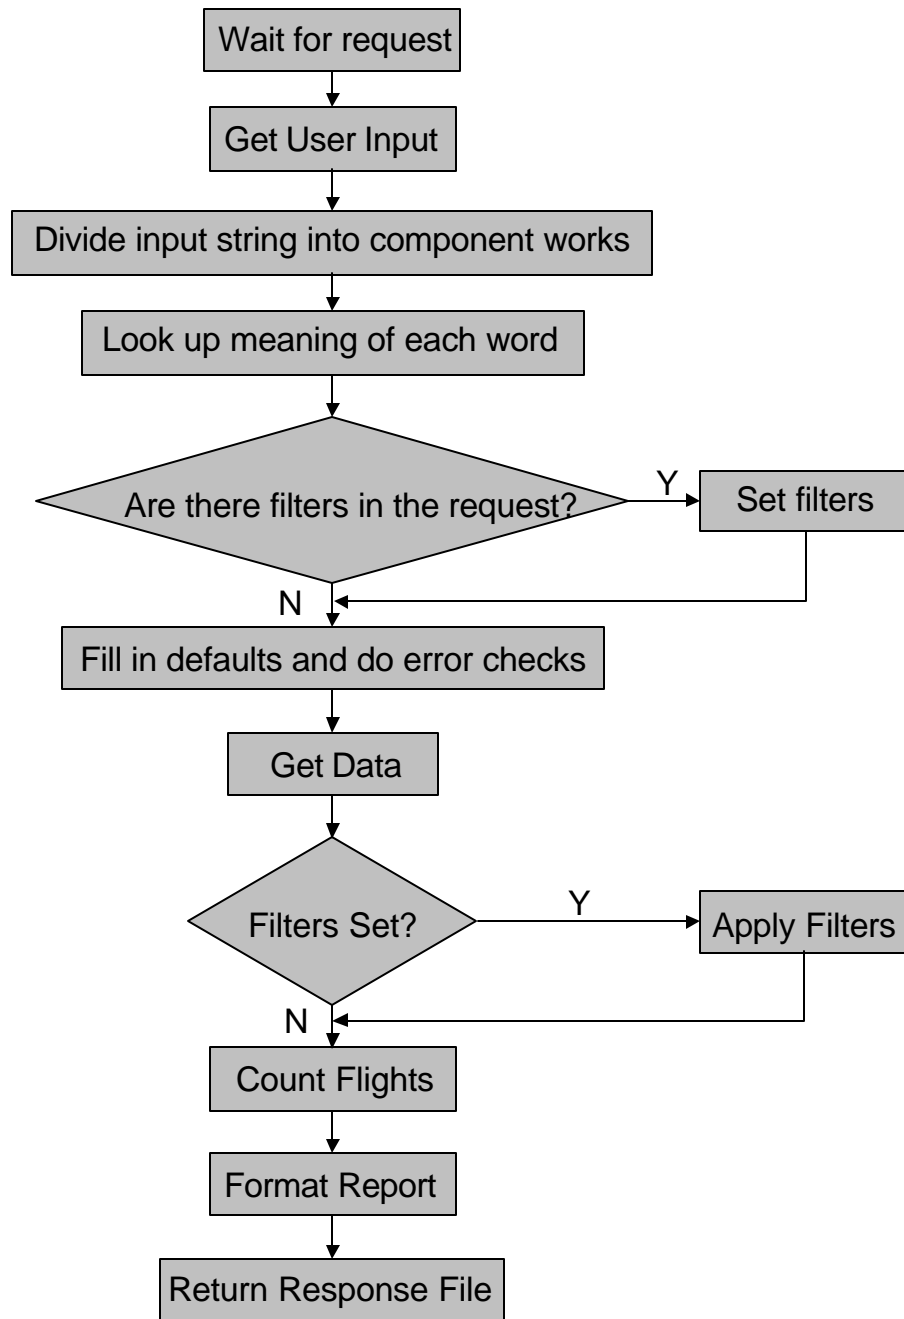 Wait for request
Get User Input
Divide input string into component works
Look up meaning of each word
Are there filters in the request?
Y
Set filters
N
Fill in defaults and do error checks
Get Data
Filters Set?
Y
Apply Filters
N
Count Flights
Format Report
Return Response File